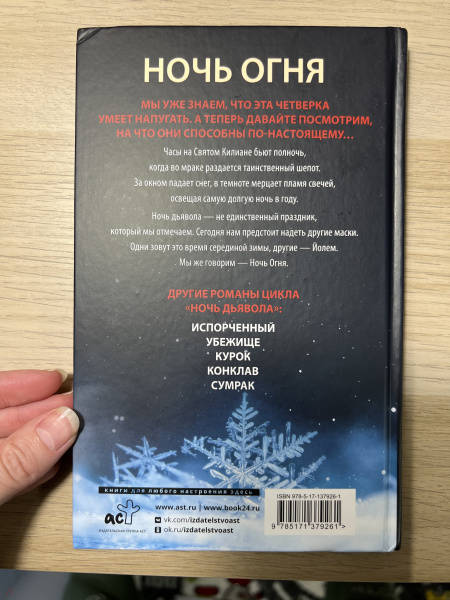 НОЧЬ ОГНЯ
МЫ УЖЕ ЗНАЕМ, ЧТО ЭТА ЧЕТВЕРКА
УМЕЕТ НАПУГАТЬ. А ТЕПЕРЬ ДАВАЙТЕ ПОСМОТРИМ,
НА ЧТО ОНИ СПОСОБНЫ ПО-НАСТОЯЩЕМУ...
Часы на Святом Килиане бьют полночь,
когда во мраке раздается таинственный шепот.
За окном падает снег, в темноте мерцает пламя свечей,
освещая самую долгую ночь в году.
Ночь дьявола — не единственный праздник,
который мы отмечаем. Сегодня нам предстоит надеть другие маски.
Одни зовут это время серединой зимы, другие — Йолем.
Мы же говорим — Ночь Огня.
ДРУГИЕ РОМАНЫ ЦИКЛА
«НОЧЬ ДЬЯВОЛА»:
ИСПОРЧЕННЫЙ
УБЕЖИЩЕ
КУРОК
КОНКЛАВ
СУМРАК
книги для любого настроения здесь
аст
ИЗДАТЕЛЬСКАЯ ГРУППА АСТ
www.ast.ru | www.book24.ru
vk.com/izdatelstvoast
ok.ru/izdatelstvoast
ISBN 978-5-17-137926-1
9 785171 379261 >